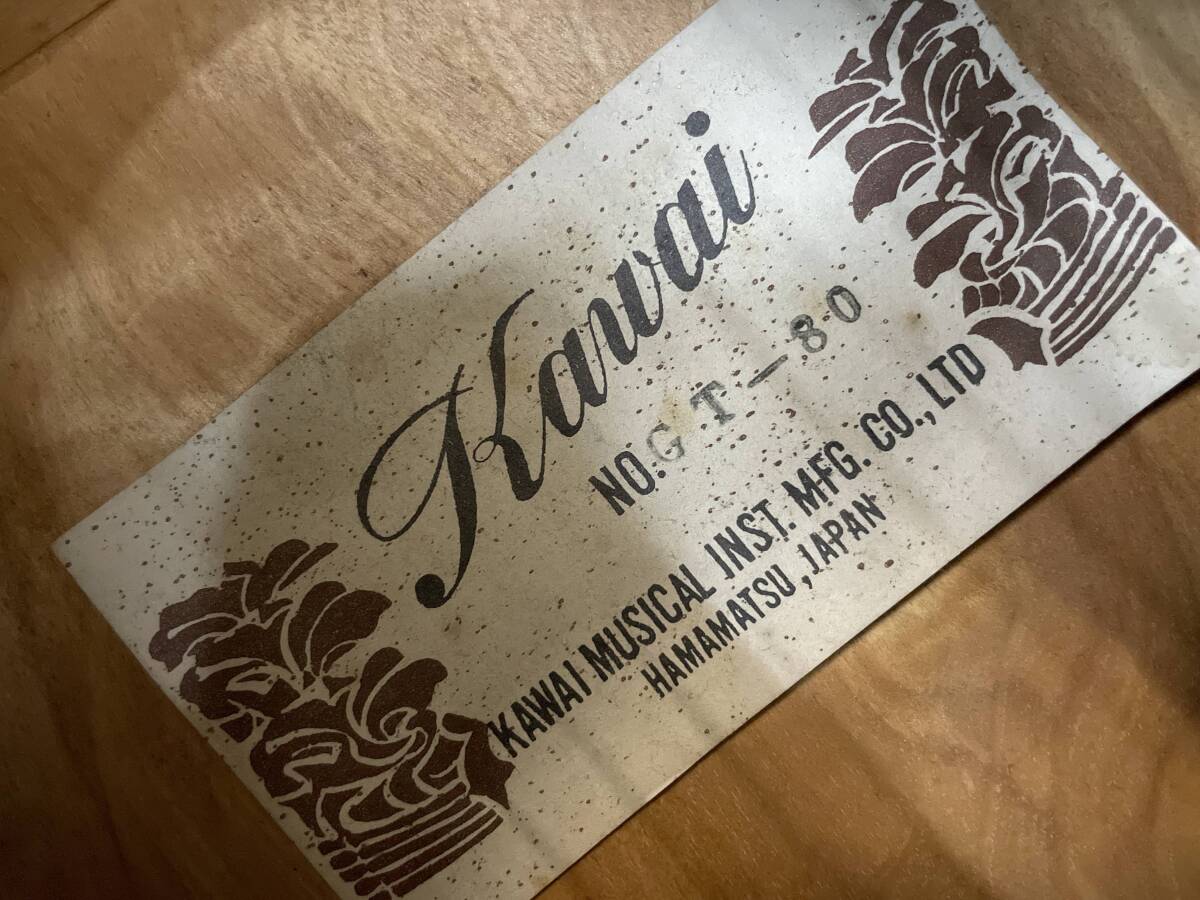 Kawai
NO. GT-80
KAWAI MUSICAL INST. MFG. CO., LTD
HAMAMATSU, JAPAN